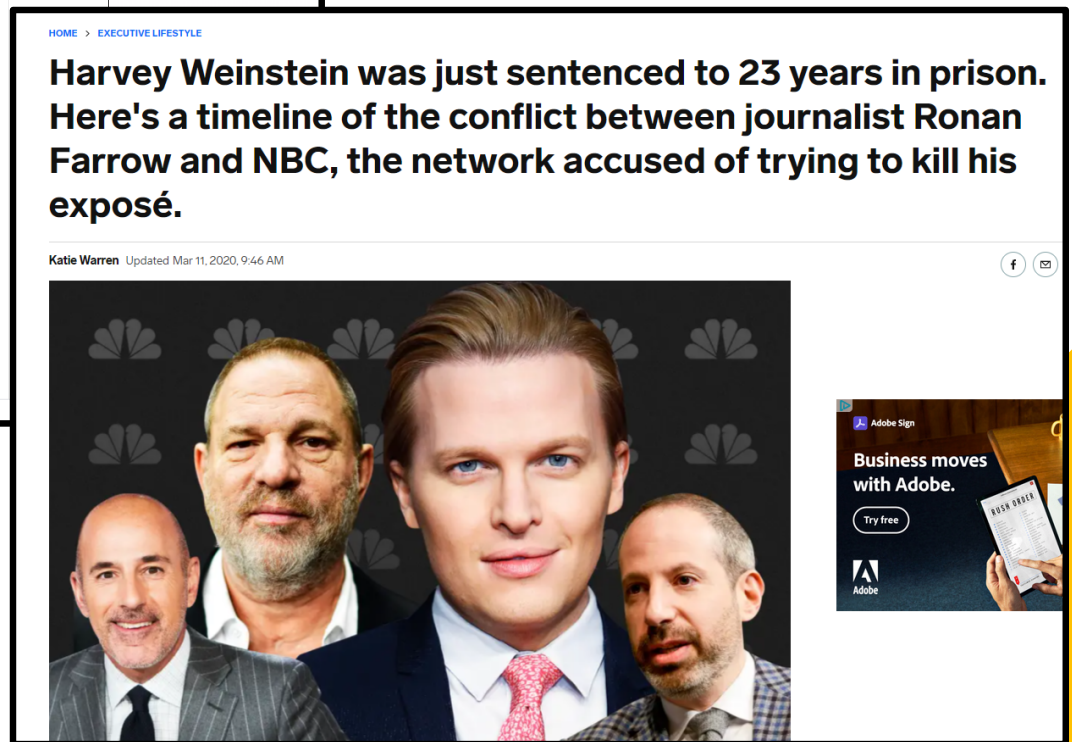 HOME > EXECUTIVE LIFESTYLE
Harvey Weinstein was just sentenced to 23 years in prison.
Here's a timeline of the conflict between journalist Ronan
Farrow and NBC, the network accused of trying to kill his
exposé.
Katie Warren Updated Mar 11, 2020, 9:46 AM
f
Adobe Sign
Business moves
with Adobe.
Try free
RUSH ORDER
Adobe